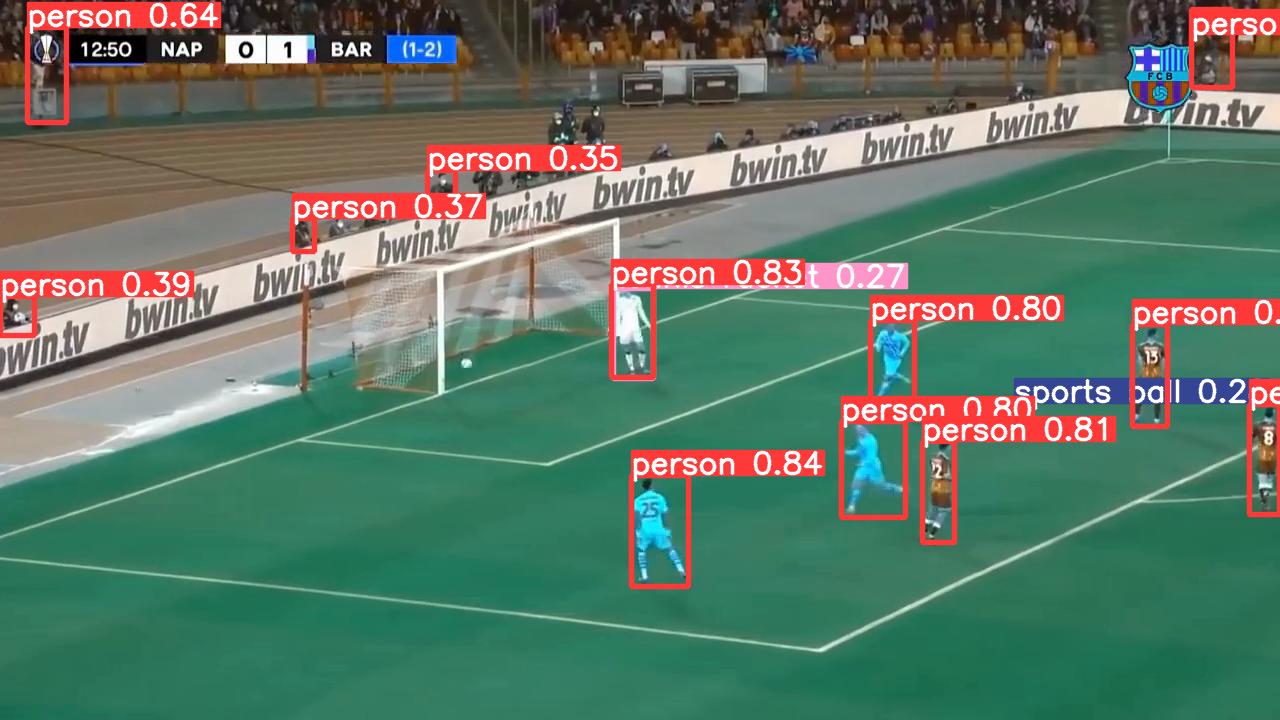 person 0.64
perso
12:50 NAP 0 1 BAR (1-2)
FCB
bwin.tv
bwin.tv
bwin.tv
bwin.tv
person 0.35
bwin.tv
person 0.37
bwin.tv
bwin.tv
bwin.tv
person 0.39
bwin.tv
bwin.tv
person 0.83
t 0.27
person 0.80
person 0.
13
sports ball 0.2
pe
person 0.80
person 0.81
8
person 0.84
25